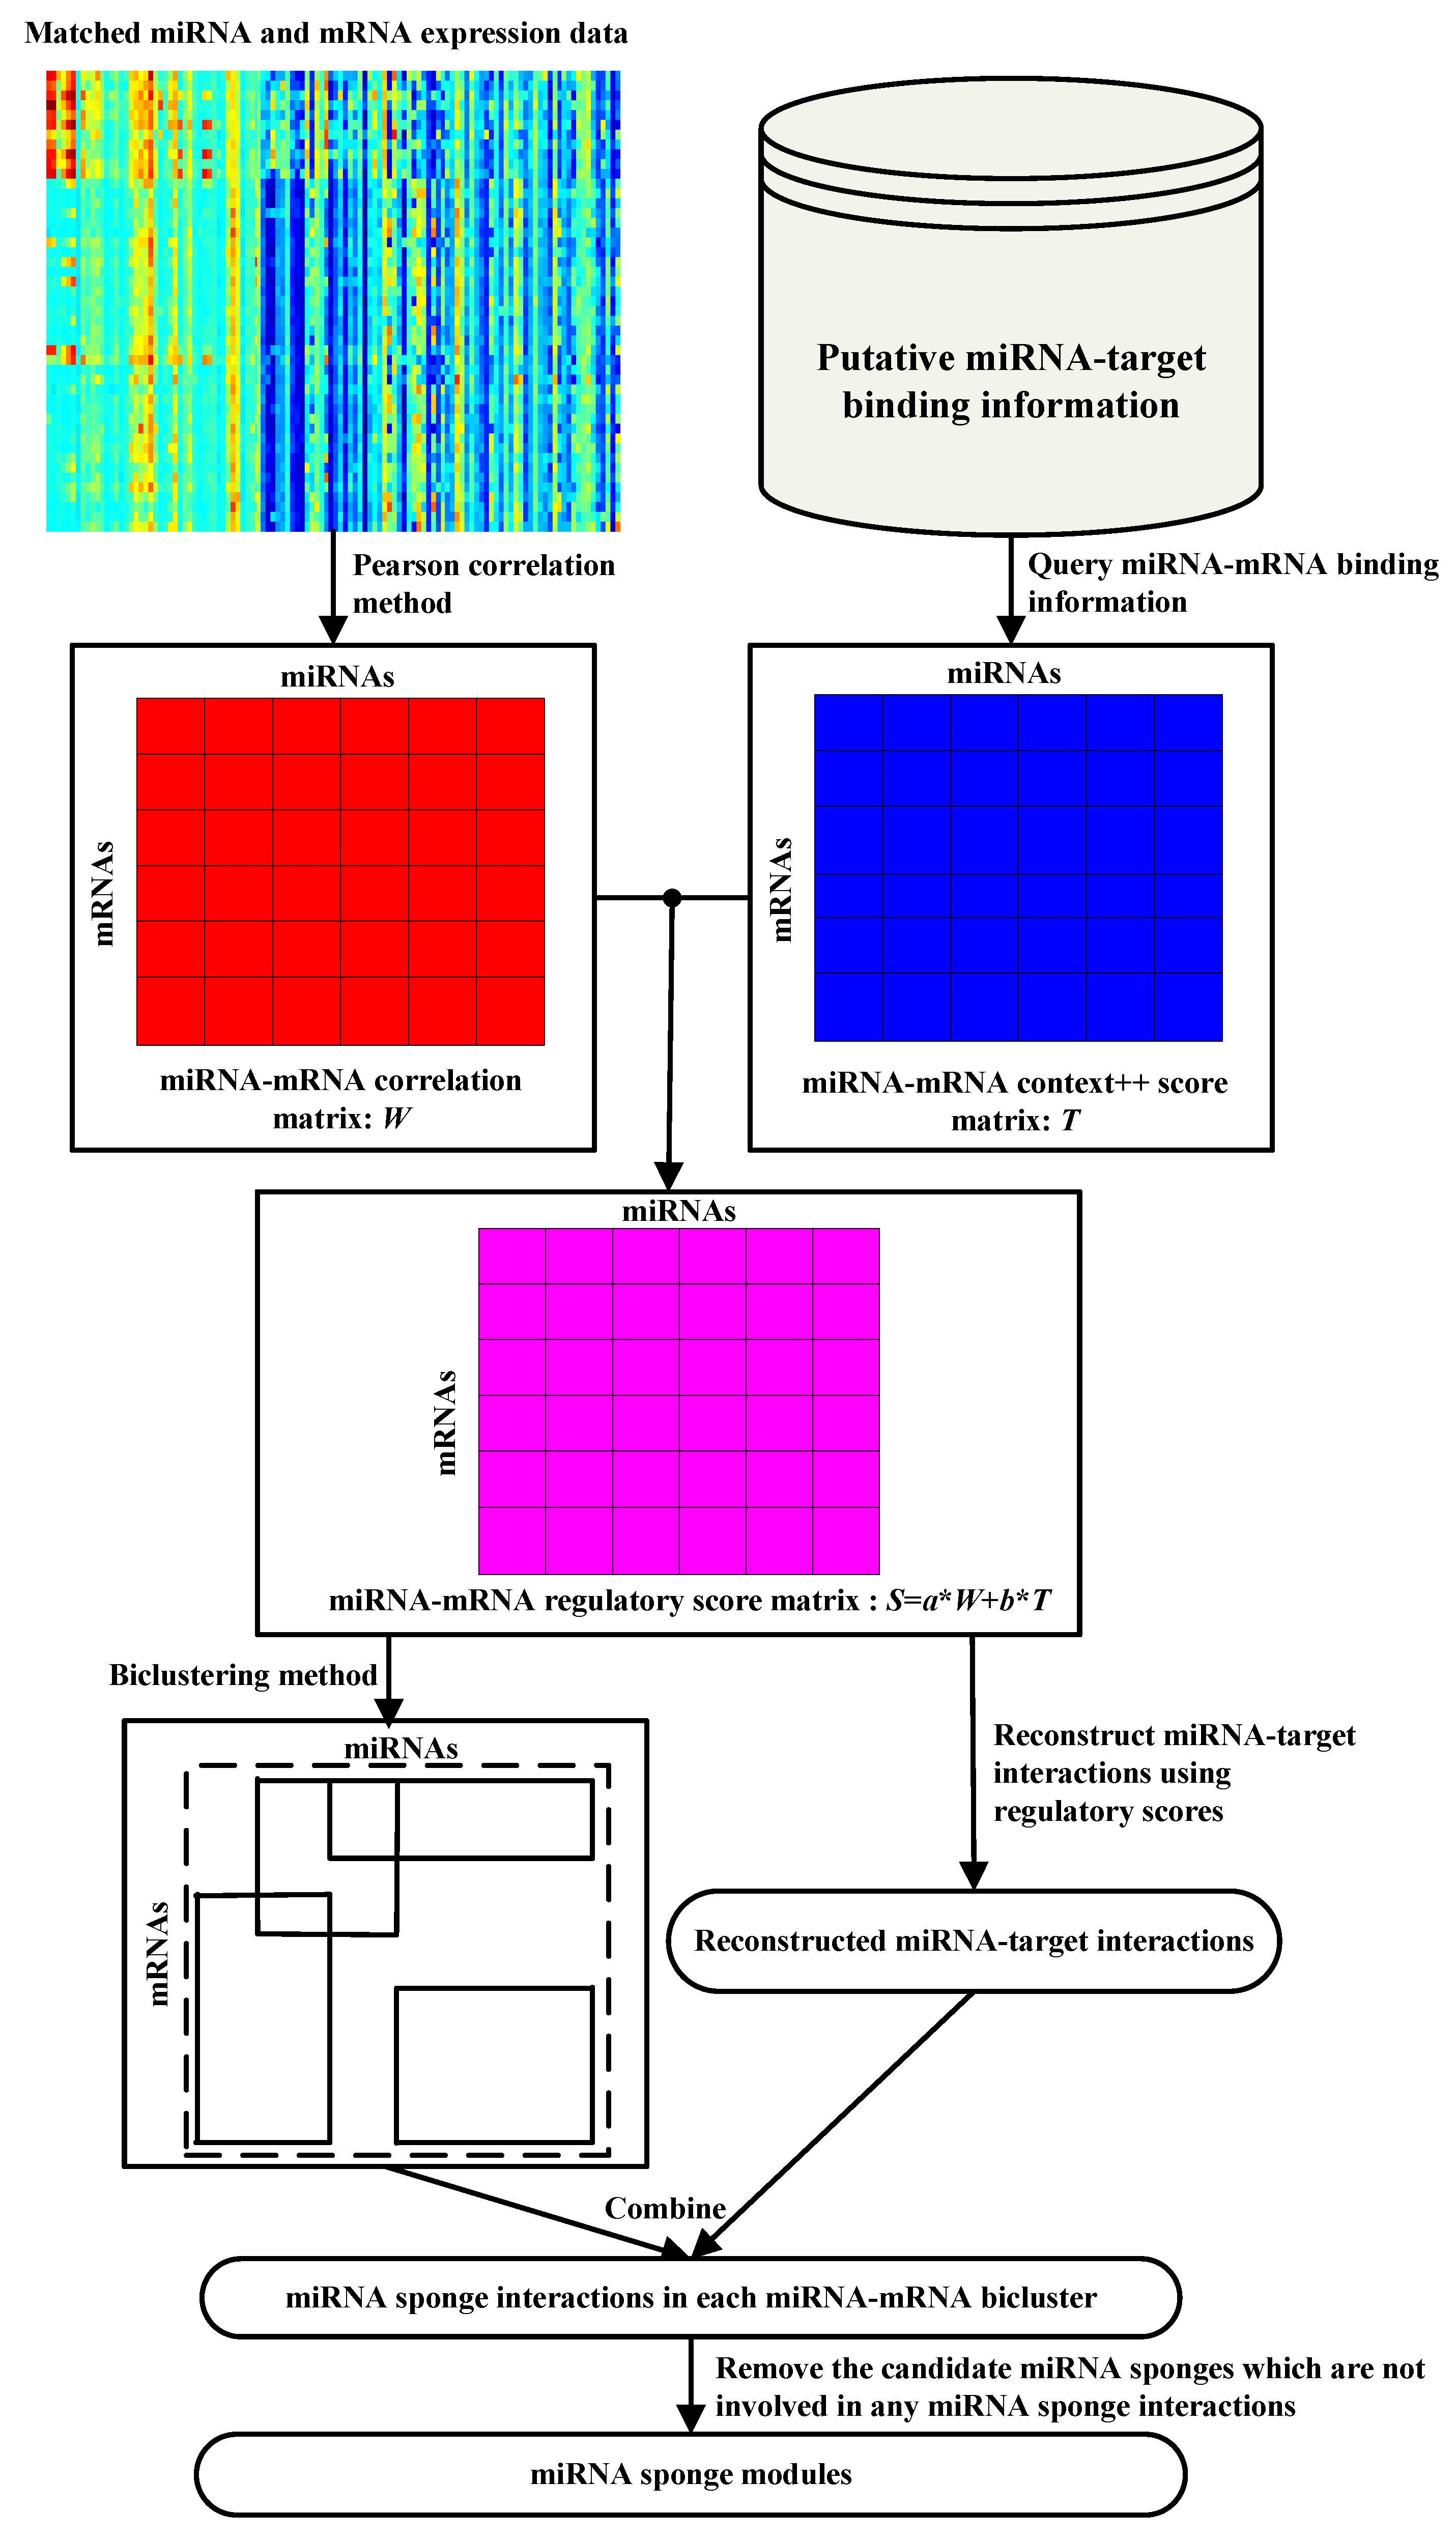 Matched miRNA and mRNA expression data
Putative miRNA-target
binding information
Pearson correlation
method
Query miRNA-mRNA binding
information
miRNAs
mRNAs
miRNA-mRNA correlation
matrix: W
miRNAs
mRNAs
miRNA-mRNA context++ score
matrix: T
miRNAs
mRNAs
miRNA-mRNA regulatory score matrix : S=a*W+b*T
Biclustering method
miRNAs
mRNAs
Reconstruct miRNA-target
interactions using
regulatory scores
Reconstructed miRNA-target interactions
Combine
miRNA sponge interactions in each miRNA-mRNA bicluster
Remove the candidate miRNA sponges which are not
involved in any miRNA sponge interactions
miRNA sponge modules